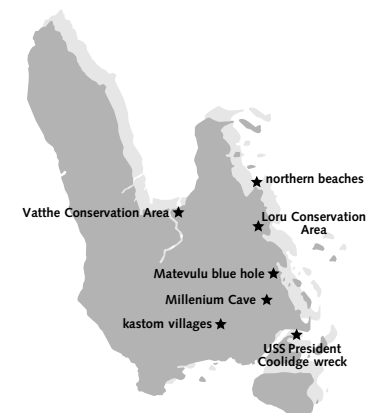 northern beaches
Vatthe Conservation Area
Loru Conservation
Area
Matevulu blue hole
Millenium Cave
kastom villages
USS President
Coolidge wreck